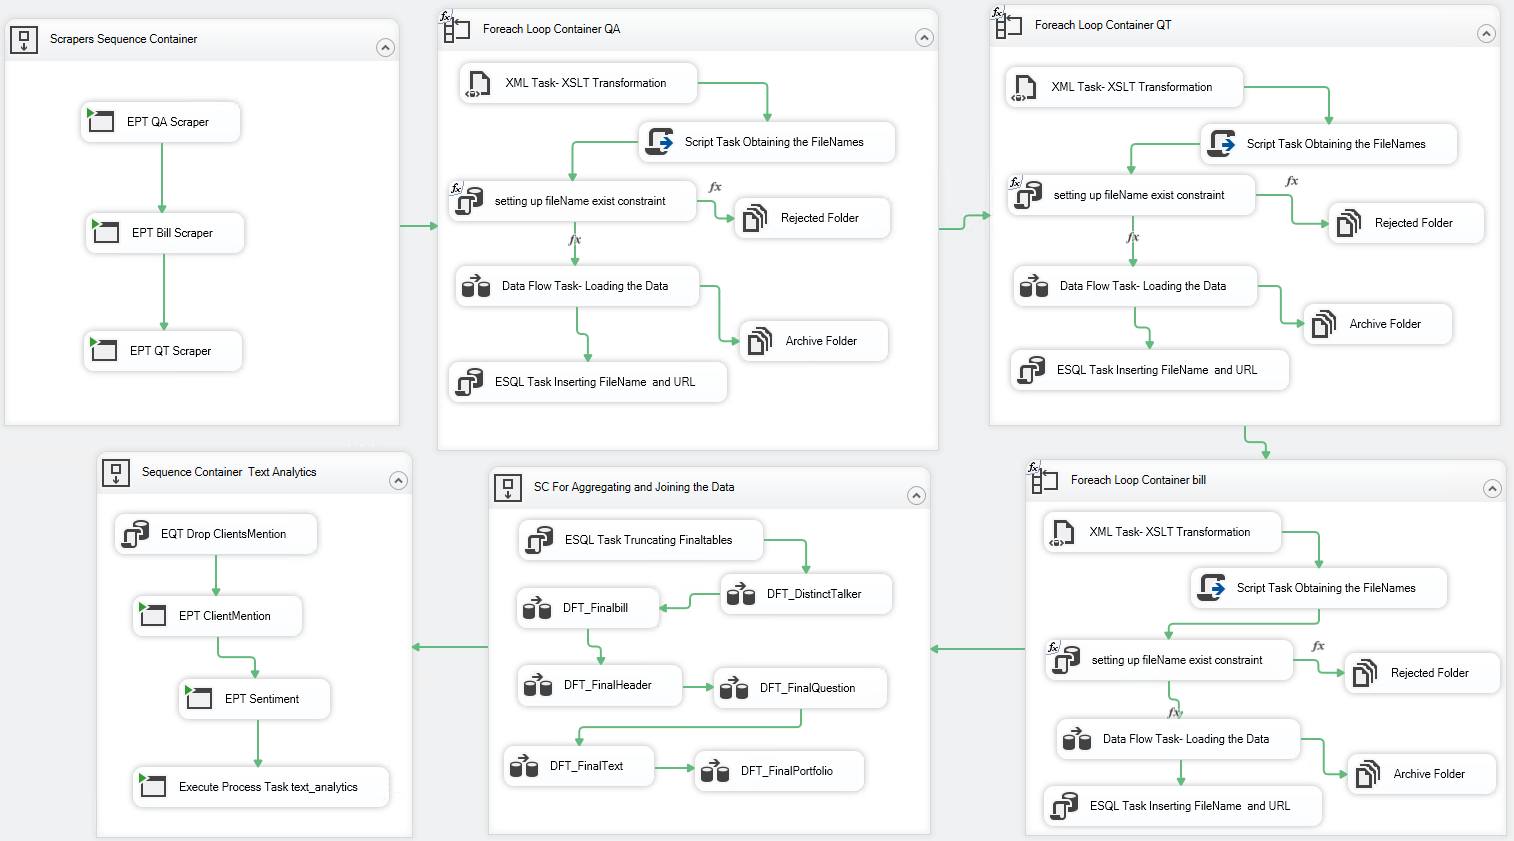 Scrapers Sequence Container
EPT QA Scraper
EPT Bill Scraper
EPT QT Scraper
fx
Foreach Loop Container QA
XML Task- XSLT Transformation
Script Task Obtaining the FileNames
fx
setting up fileName exist constraint
fx
Rejected Folder
fx
Data Flow Task- Loading the Data
Archive Folder
ESQL Task Inserting FileName and URL
fx
Foreach Loop Container QT
XML Task- XSLT Transformation
Script Task Obtaining the FileNames
fx
setting up fileName exist constraint
fx
Rejected Folder
fx
Data Flow Task- Loading the Data
Archive Folder
ESQL Task Inserting FileName and URL
fx
Foreach Loop Container bill
XML Task- XSLT Transformation
Script Task Obtaining the FileNames
fx
setting up fileName exist constraint
fx
Rejected Folder
fx
Data Flow Task- Loading the Data
Archive Folder
ESQL Task Inserting FileName and URL
SC For Aggregating and Joining the Data
ESQL Task Truncating Finaltables
DFT_DistinctTalker
DFT_Finalbill
DFT_FinalHeader
DFT_FinalQuestion
DFT_FinalText
DFT_FinalPortfolio
Sequence Container Text Analytics
EQT Drop ClientsMention
EPT ClientMention
EPT Sentiment
Execute Process Task text_analytics